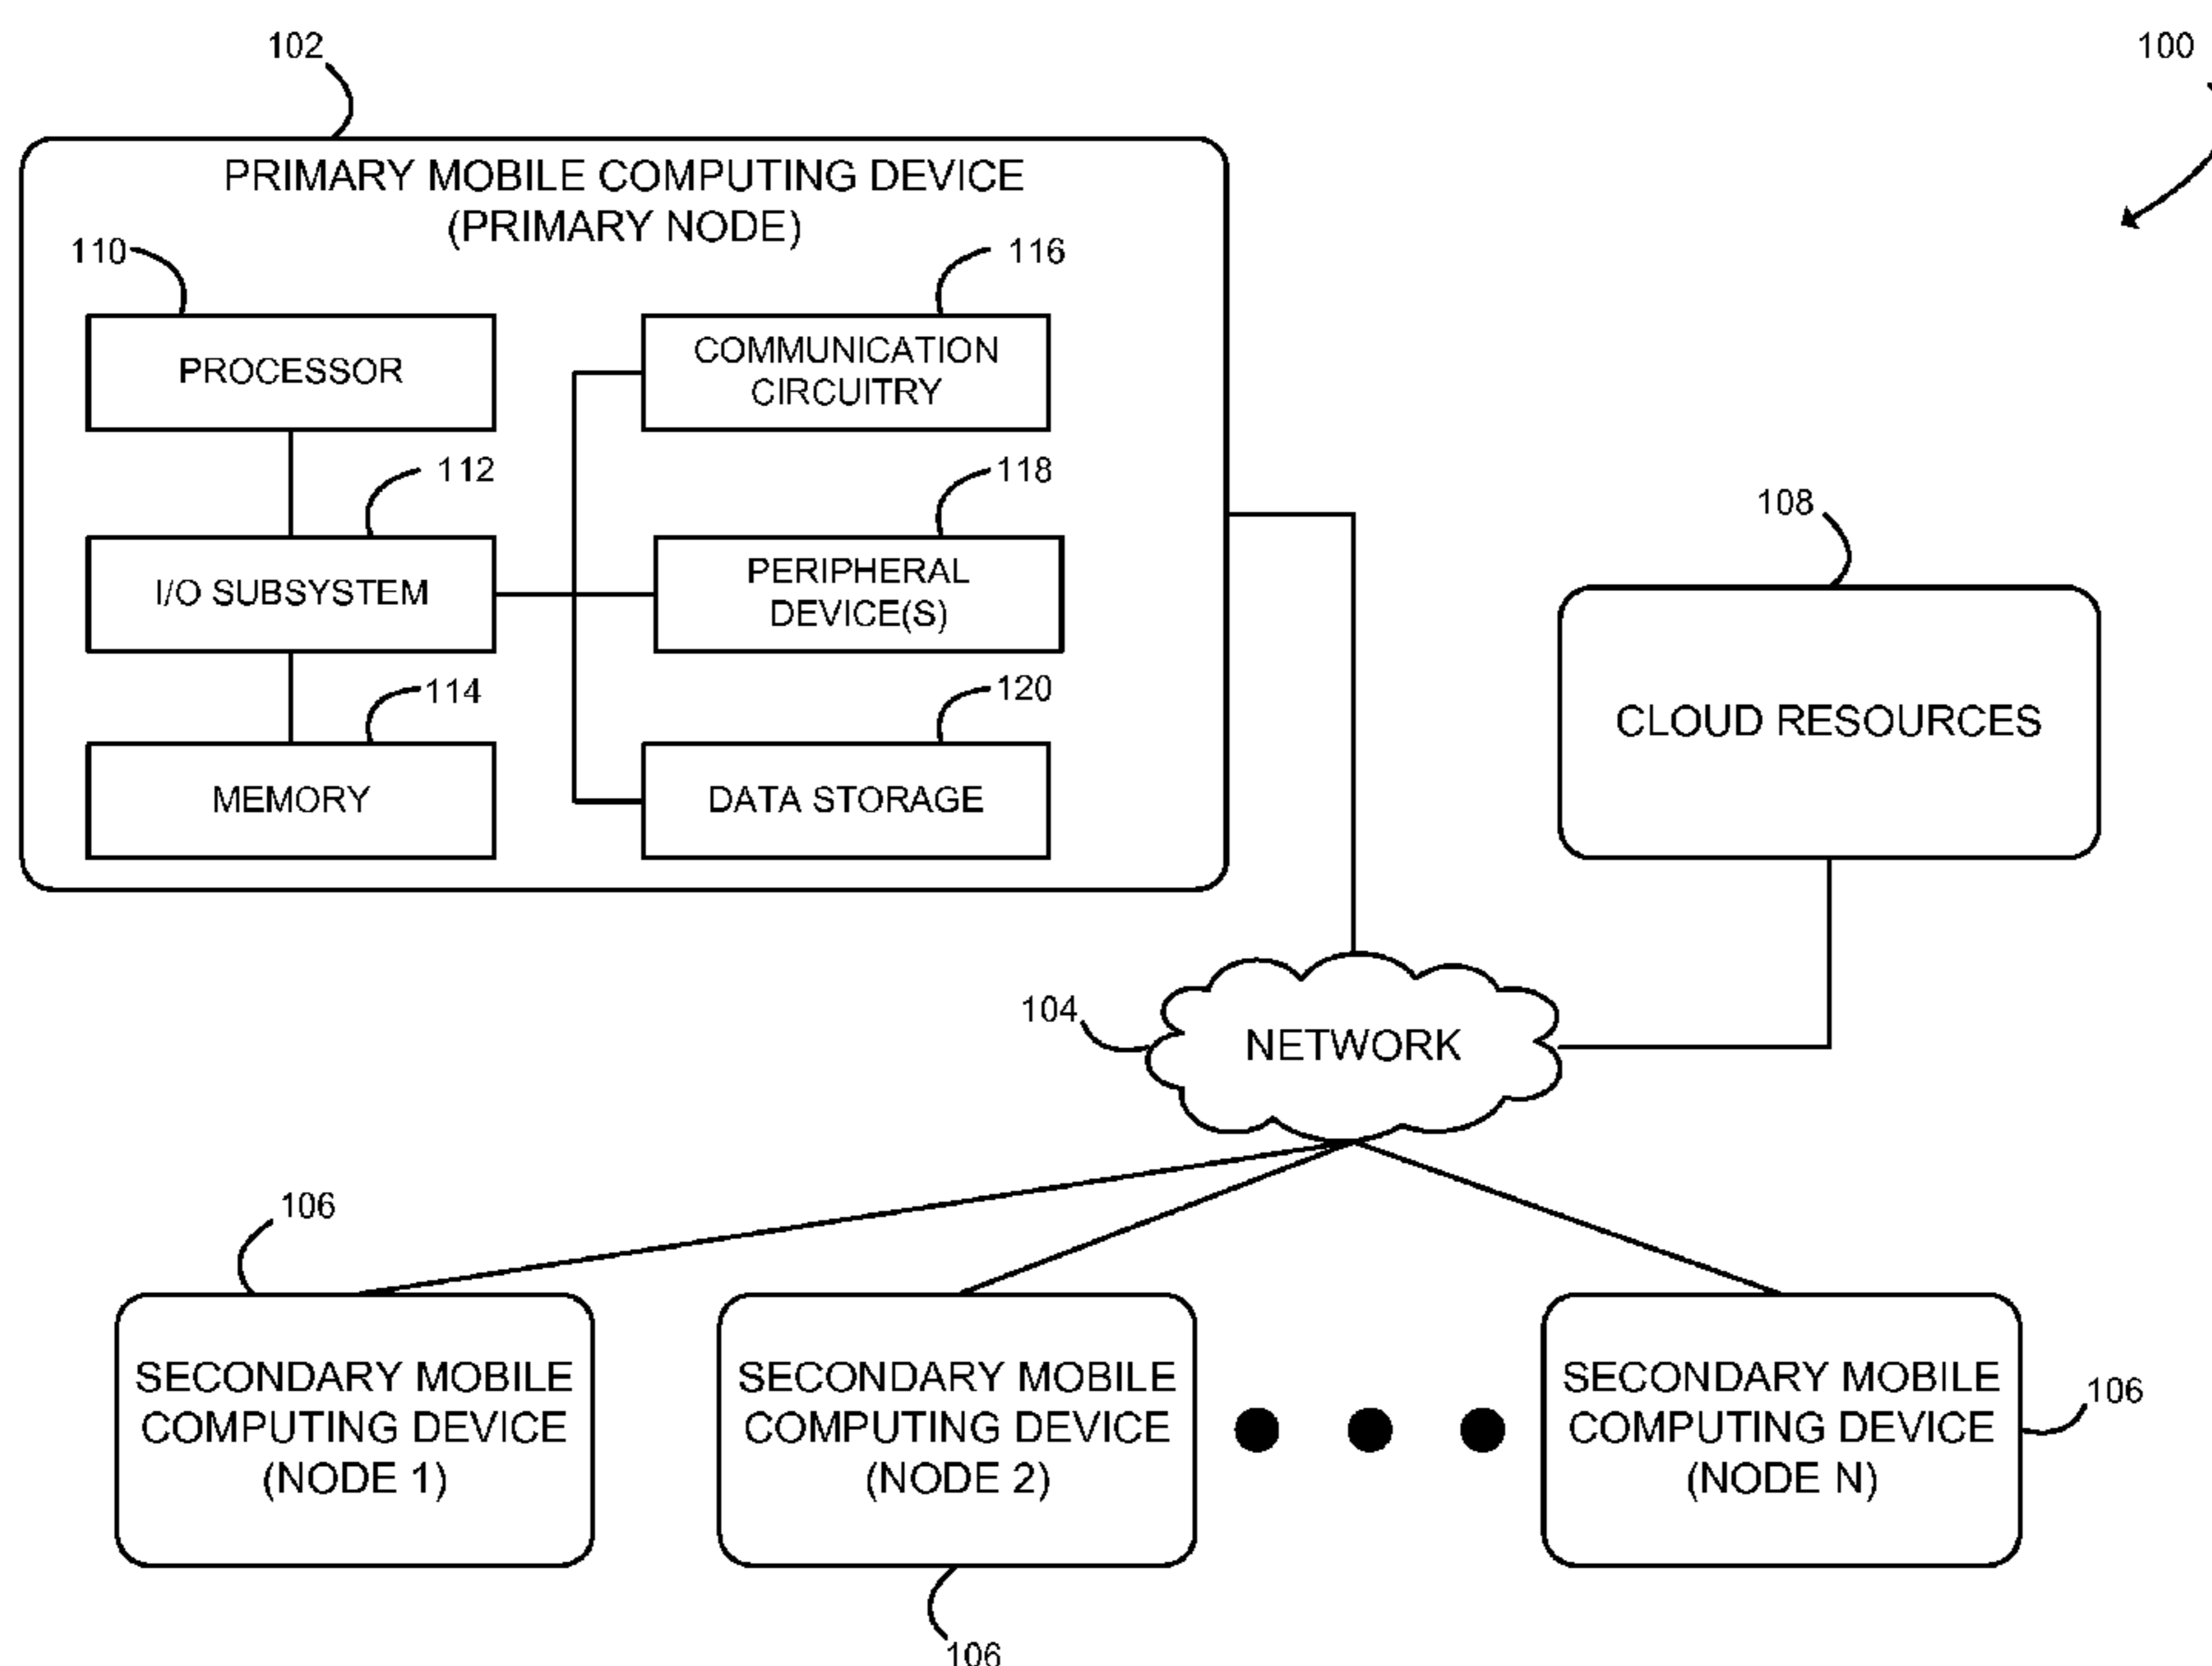 102
100
PRIMARY MOBILE COMPUTING DEVICE
(PRIMARY NODE)
110
116
PROCESSOR
COMMUNICATION
CIRCUITRY
112
118
108
I/O SUBSYSTEM
PERIPHERAL
DEVICE(S)
114
120
CLOUD RESOURCES
MEMORY
DATA STORAGE
104
NETWORK
106
SECONDARY MOBILE
COMPUTING DEVICE
(NODE 1)
SECONDARY MOBILE
COMPUTING DEVICE
(NODE 2)
SECONDARY MOBILE
COMPUTING DEVICE
(NODE N)
106
106